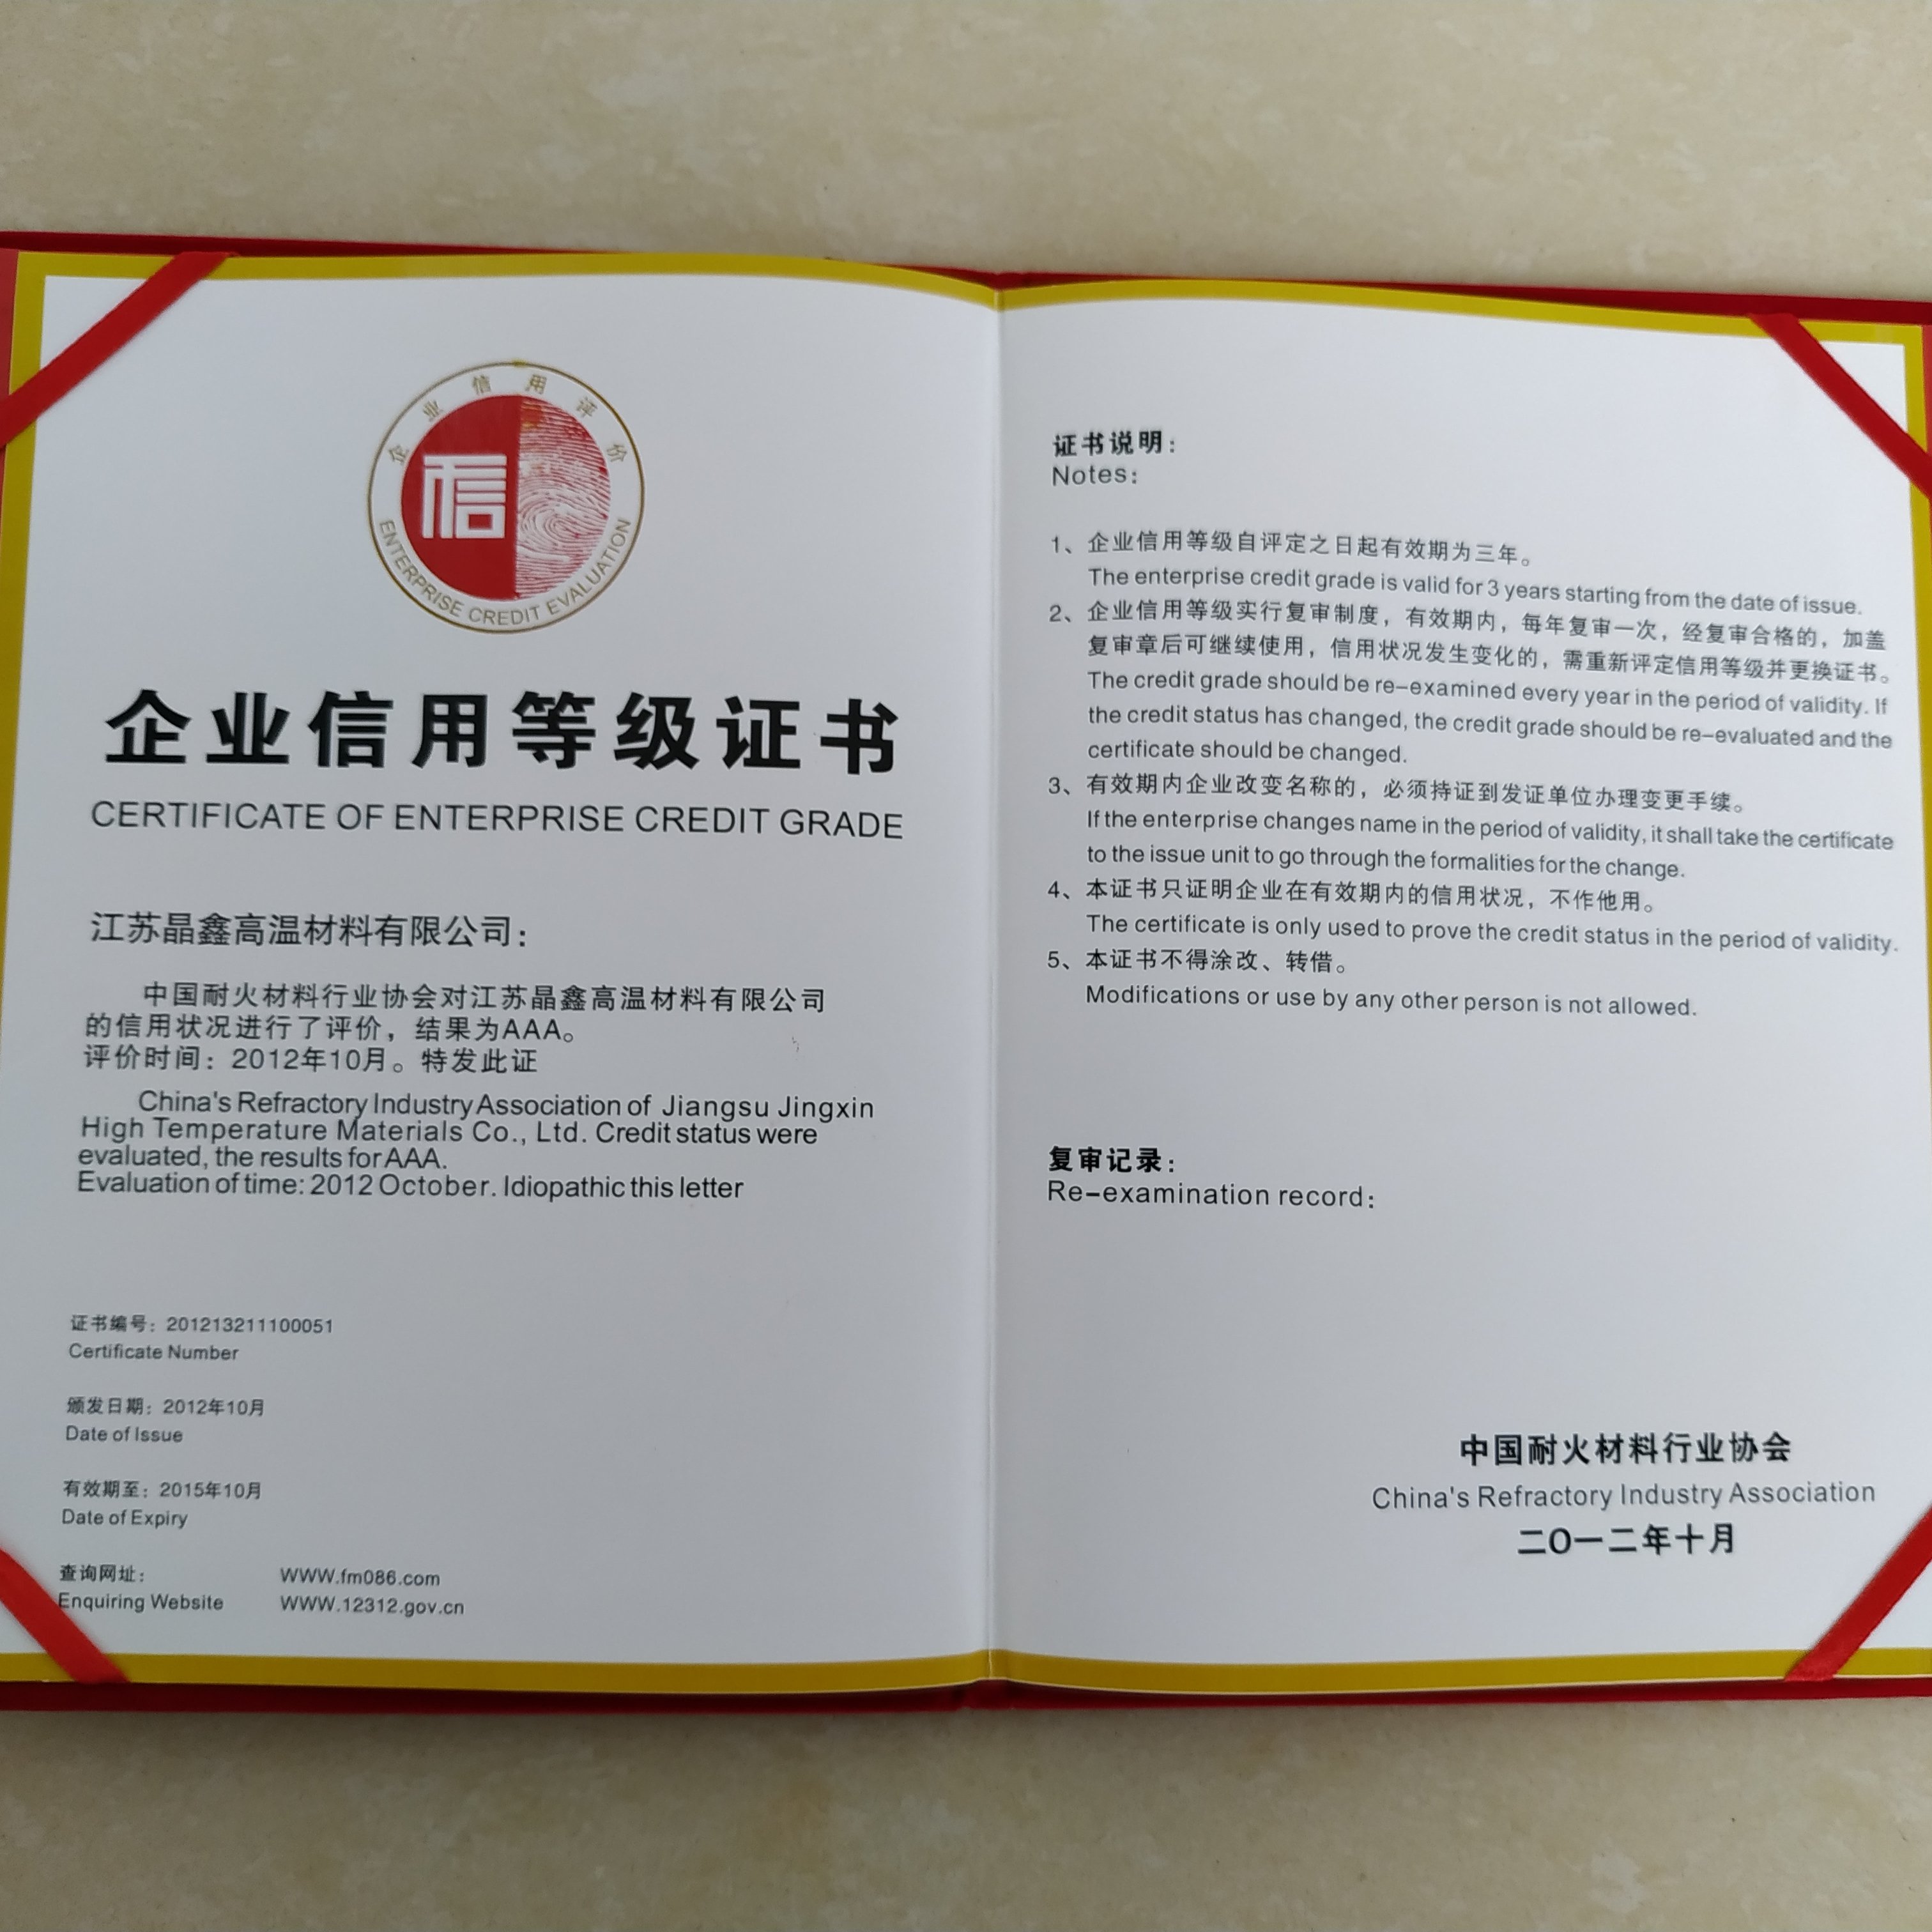 企业信用评价
信
ENTERPRISE CREDIT EVALUATION
企业信用等级证书
CERTIFICATE OF ENTERPRISE CREDIT GRADE
江苏晶鑫高温材料有限公司：
中国耐火材料行业协会对江苏晶鑫高温材料有限公司
的信用状况进行了评价，结果为AAA。
评价时间：2012年10月。特发此证
China's Refractory Industry Association of Jiangsu Jingxin
High Temperature Materials Co., Ltd. Credit status were
evaluated, the results for AAA.
Evaluation of time: 2012 October. Idiopathic this letter
证书编号：201213211100051
Certificate Number
颁发日期：2012年10月
Date of Issue
有效期至：2015年10月
Date of Expiry
查询网址： WWW.fm086.com
Enquiring Website WWW.12312.gov.cn
证书说明：
Notes:
1、企业信用等级自评定之日起有效期为三年。
The enterprise credit grade is valid for 3 years starting from the date of issue.
2、企业信用等级实行复审制度，有效期内，每年复审一次，经复审合格的，加盖
复审章后可继续使用，信用状况发生变化的，需重新评定信用等级并更换证书。
The credit grade should be re-examined every year in the period of validity. If
the credit status has changed, the credit grade should be re-evaluated and the
certificate should be changed.
3、有效期内企业改变名称的，必须持证到发证单位办理变更手续。
If the enterprise changes name in the period of validity, it shall take the certificate
to the issue unit to go through the formalities for the change.
4、本证书只证明企业在有效期内的信用状况，不作他用。
The certificate is only used to prove the credit status in the period of validity.
5、本证书不得涂改、转借。
Modifications or use by any other person is not allowed.
复审记录：
Re-examination record:
中国耐火材料行业协会
China's Refractory Industry Association
二〇一二年十月